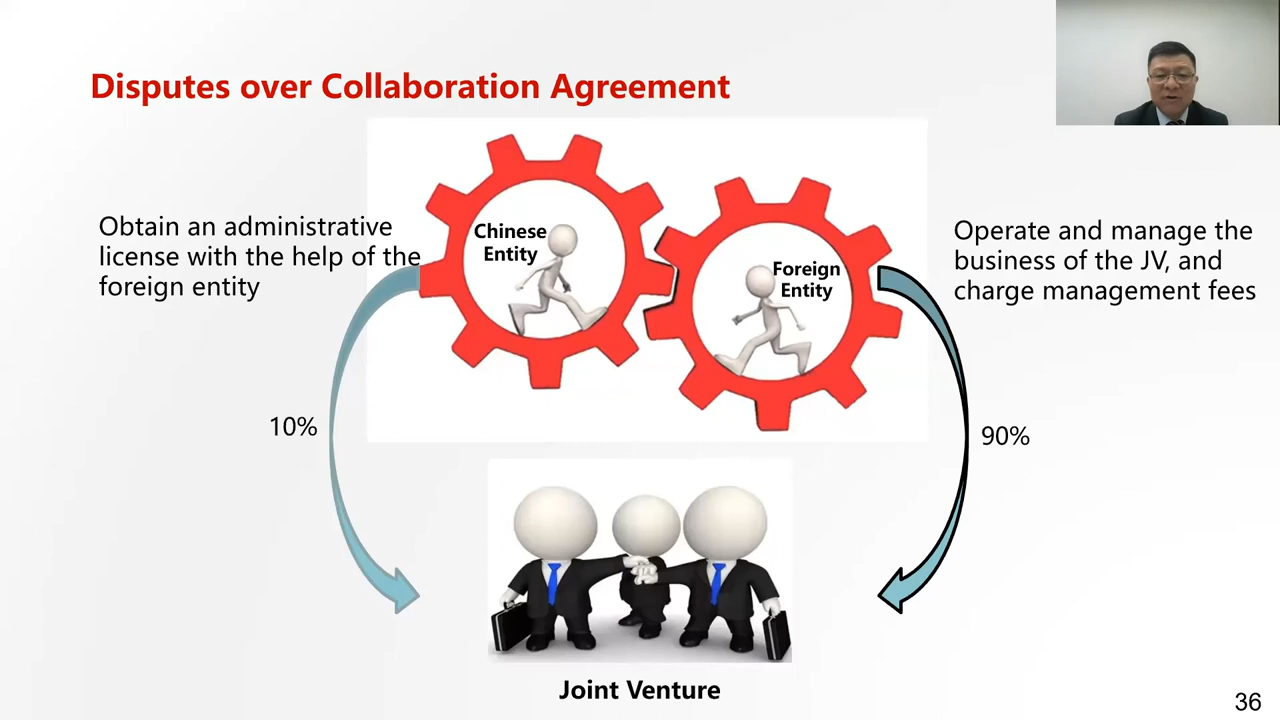 Disputes over Collaboration Agreement
Obtain an administrative
license with the help of the
foreign entity
Chinese
Entity
Foreign
Entity
Operate and manage the
business of the JV, and
charge management fees
10%
90%
Joint Venture
36